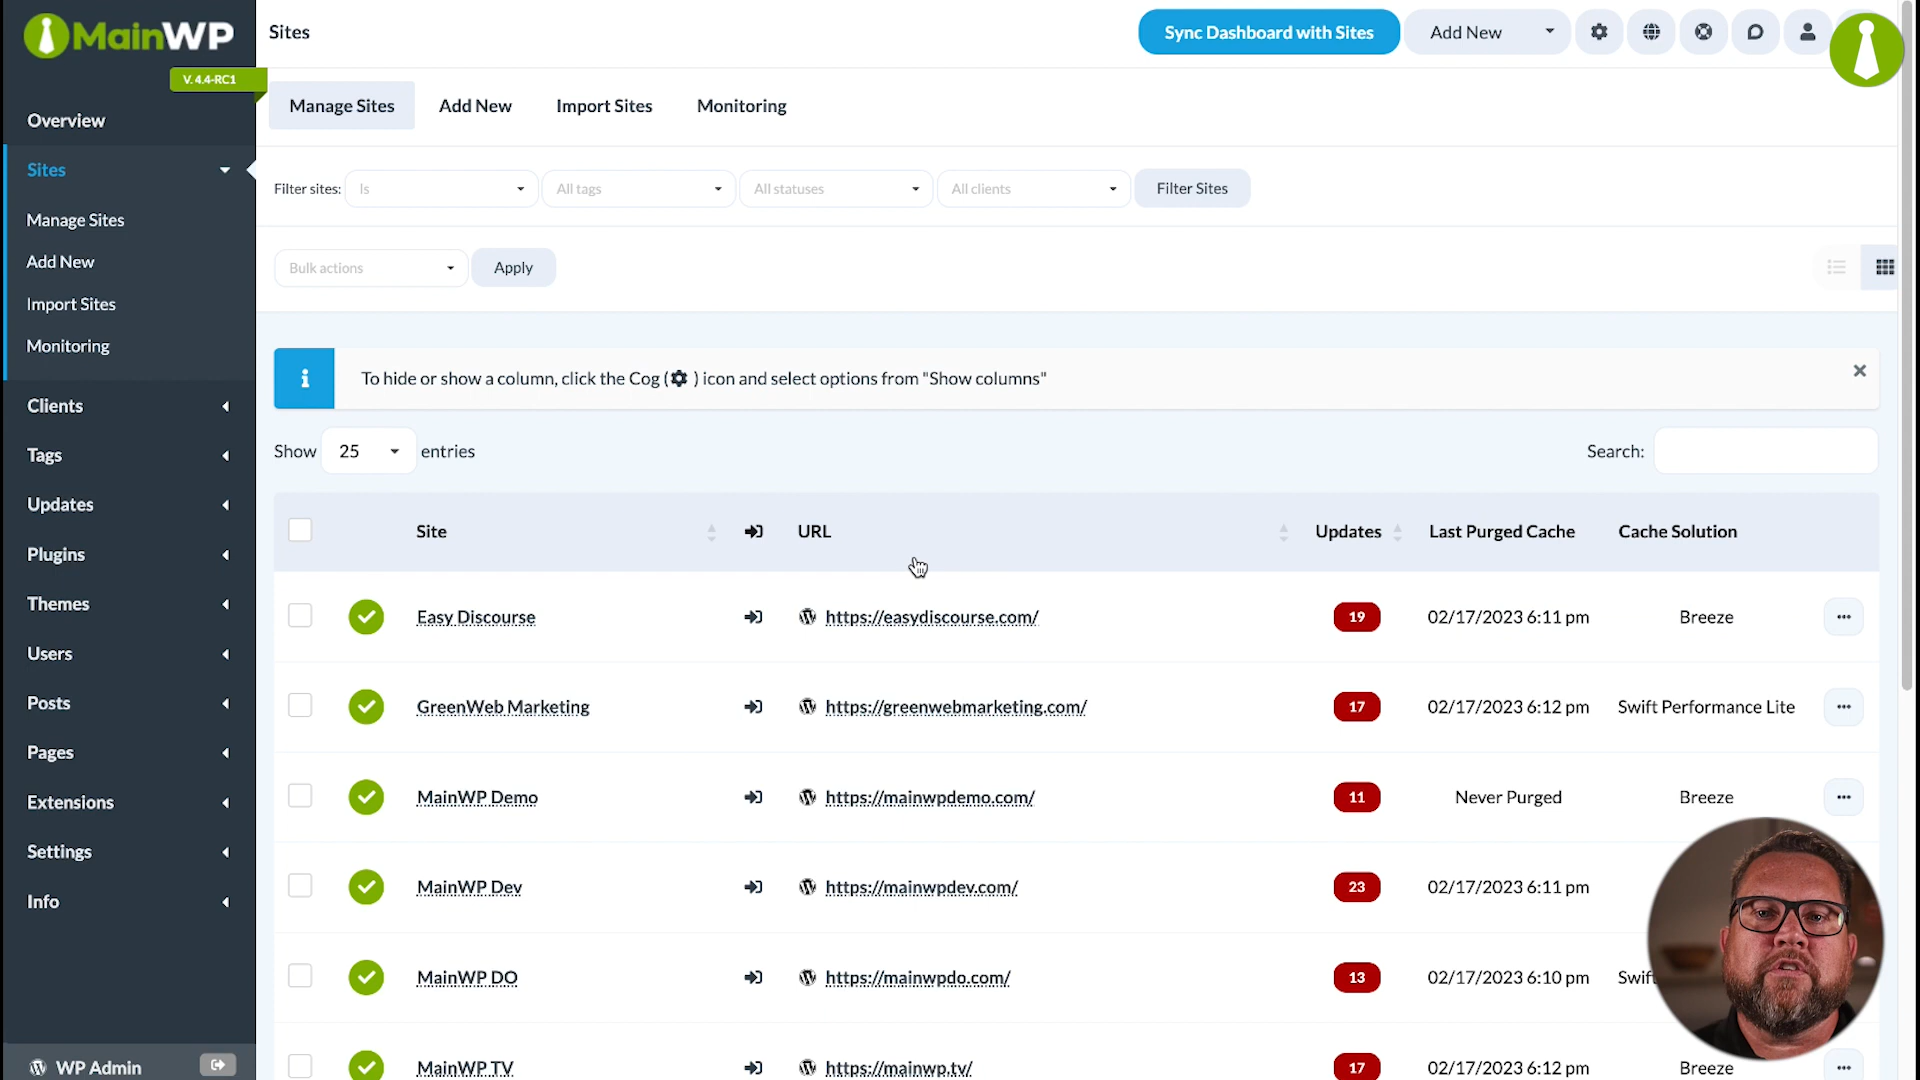 MainWP
V. 4.4-RC1
Sites
Sync Dashboard with Sites
Add New
Overview
Sites
Manage Sites
Add New
Import Sites
Monitoring
Clients
Tags
Updates
Plugins
Themes
Users
Posts
Pages
Extensions
Settings
Info
WP Admin
Manage Sites Add New Import Sites Monitoring
Filter sites: Is All tags All statuses All clients Filter Sites
Bulk actions Apply
To hide or show a column, click the Cog ( ) icon and select options from "Show columns"
Show 25 entries Search:
Site URL Updates Last Purged Cache Cache Solution
Easy Discourse https://easydiscourse.com/ 19 02/17/2023 6:11 pm Breeze
GreenWeb Marketing https://greenwebmarketing.com/ 17 02/17/2023 6:12 pm Swift Performance Lite
MainWP Demo https://mainwpdemo.com/ 11 Never Purged Breeze
MainWP Dev https://mainwpdev.com/ 23 02/17/2023 6:11 pm
MainWP DO https://mainwpdo.com/ 13 02/17/2023 6:10 pm
MainWP TV https://mainwp.tv/ 17 02/17/2023 6:12 pm Breeze